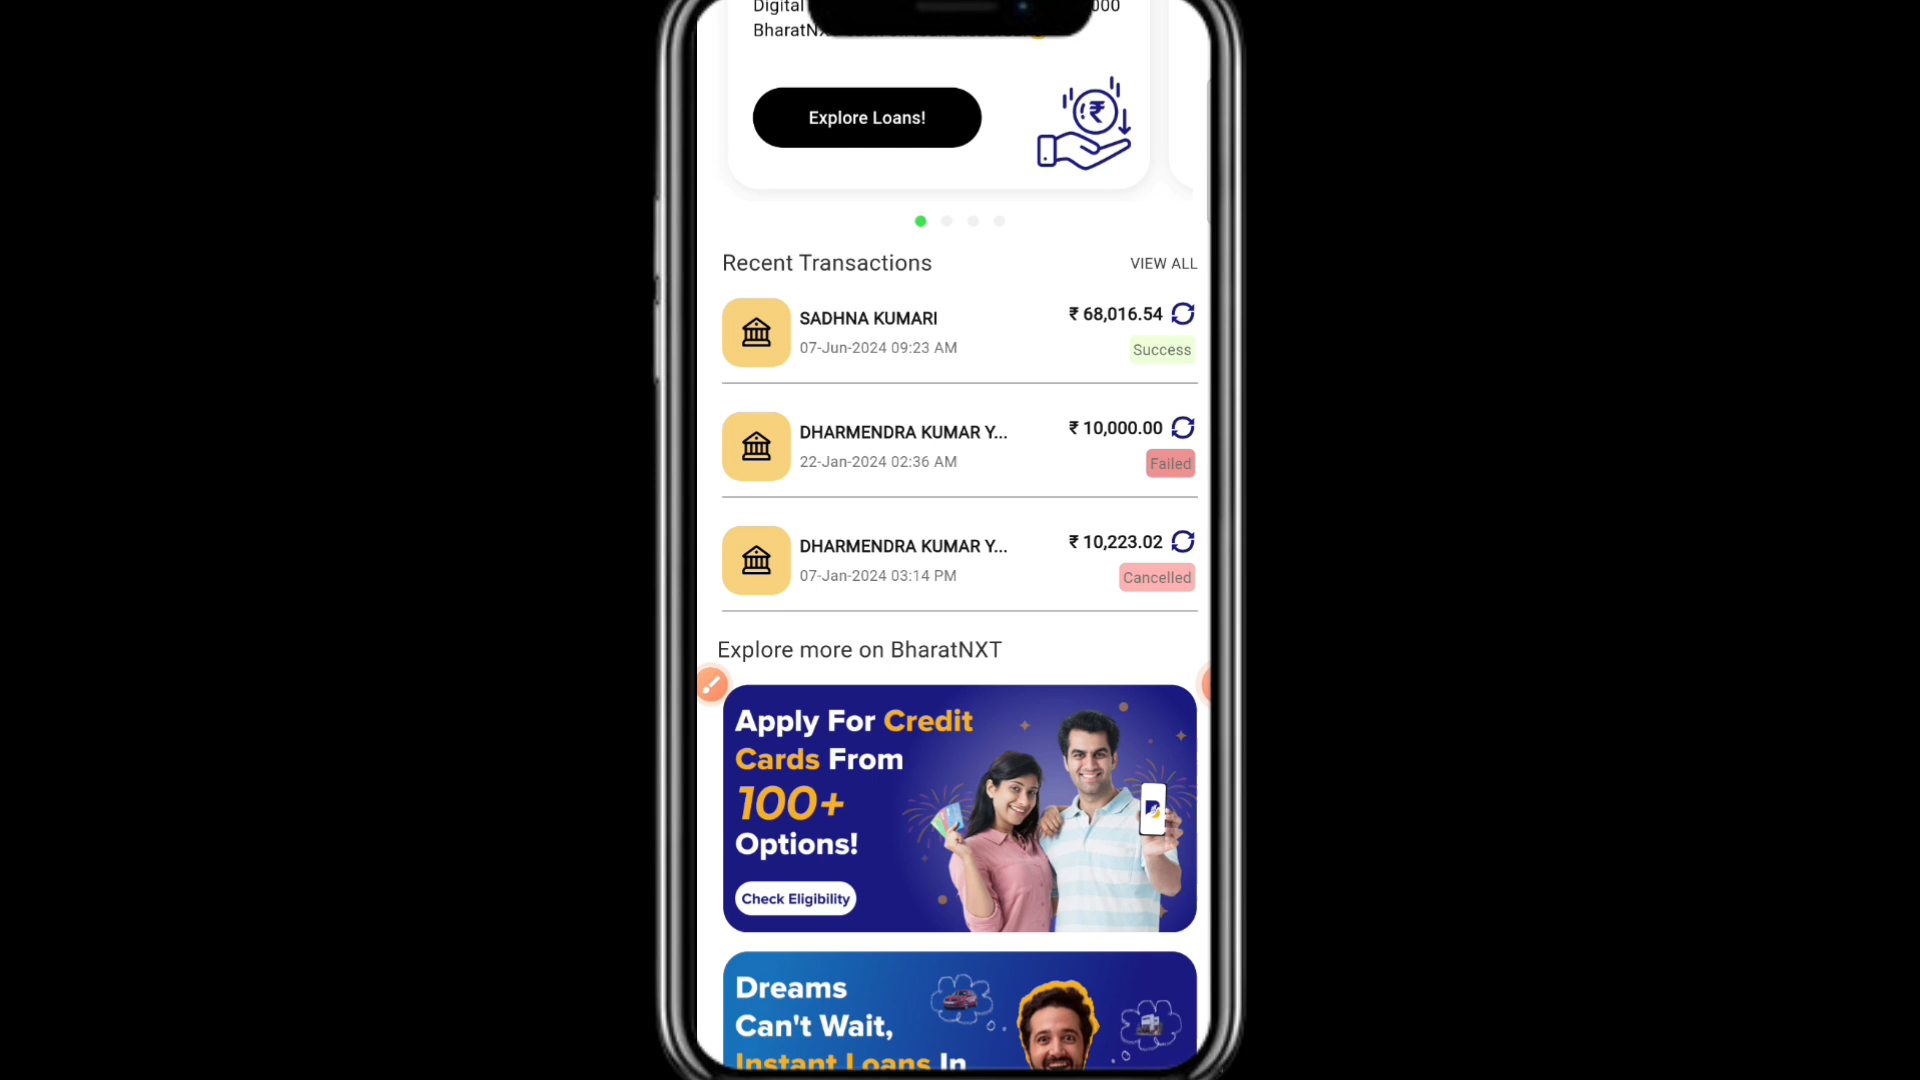 Digital 000
BharatNX
Explore Loans!
Recent Transactions VIEW ALL
SADHNA KUMARI ₹ 68,016.54
07-Jun-2024 09:23 AM Success
DHARMENDRA KUMAR Y... ₹ 10,000.00
22-Jan-2024 02:36 AM Failed
DHARMENDRA KUMAR Y... ₹ 10,223.02
07-Jan-2024 03:14 PM Cancelled
Explore more on BharatNXT
Apply For Credit
Cards From
100+
Options!
Check Eligibility
Dreams
Can't Wait,
Instant Loans In